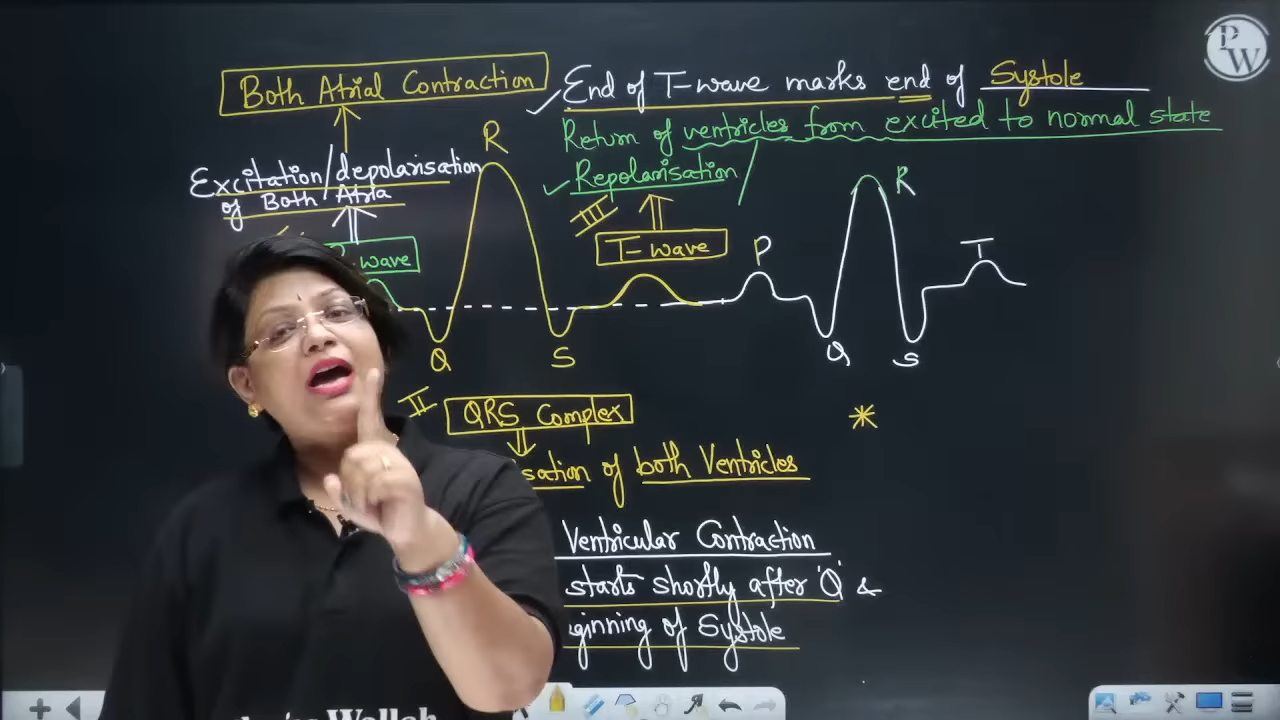 PW
Both Atrial Contraction
End of T-wave marks end of Systole
Return of ventricles from excited to normal state
Excitation/depolarisation
of Both Atria
Repolarisation /
III
P-wave
T-wave
R
P
R
T
Q
S
Q
S
II
QRS Complex
*
sation of both Ventricles
Ventricular Contraction
starts shortly after 'Q' &
ginning of Systole
Wallah